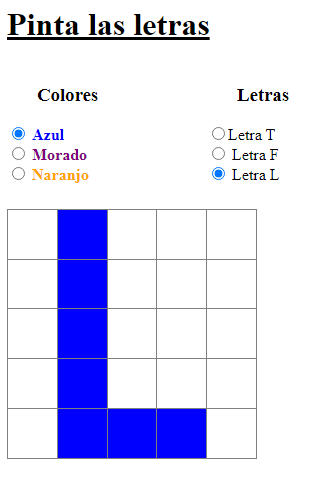 Pinta las letras
Colores
Letras
Azul
Morado
Naranjo
Letra T
Letra F
Letra L